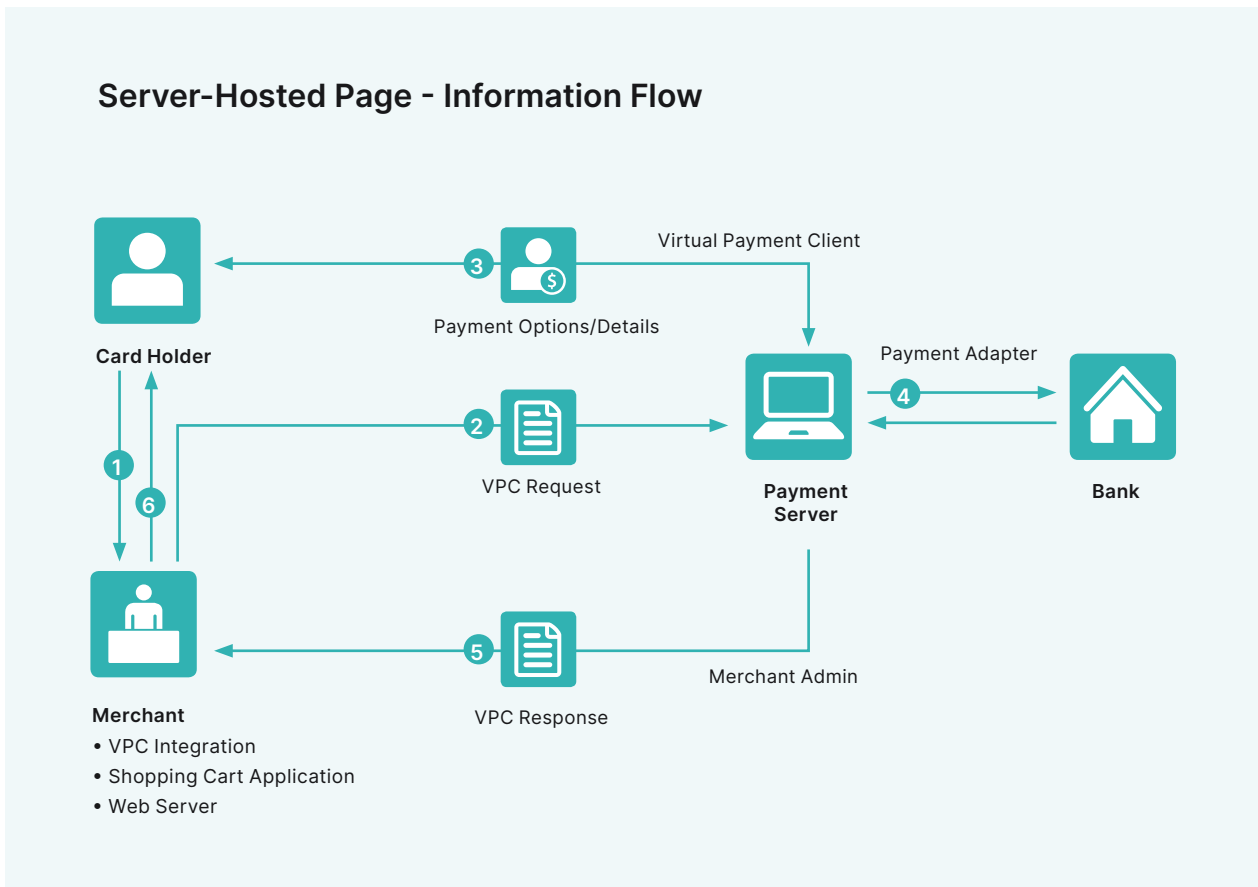 Server-Hosted Page - Information Flow
Virtual Payment Client
3
$
Payment Options/Details
Card Holder
Payment Adapter
4
2
VPC Request
1
6
Payment
Server
Bank
5
Merchant Admin
VPC Response
Merchant
• VPC Integration
• Shopping Cart Application
• Web Server